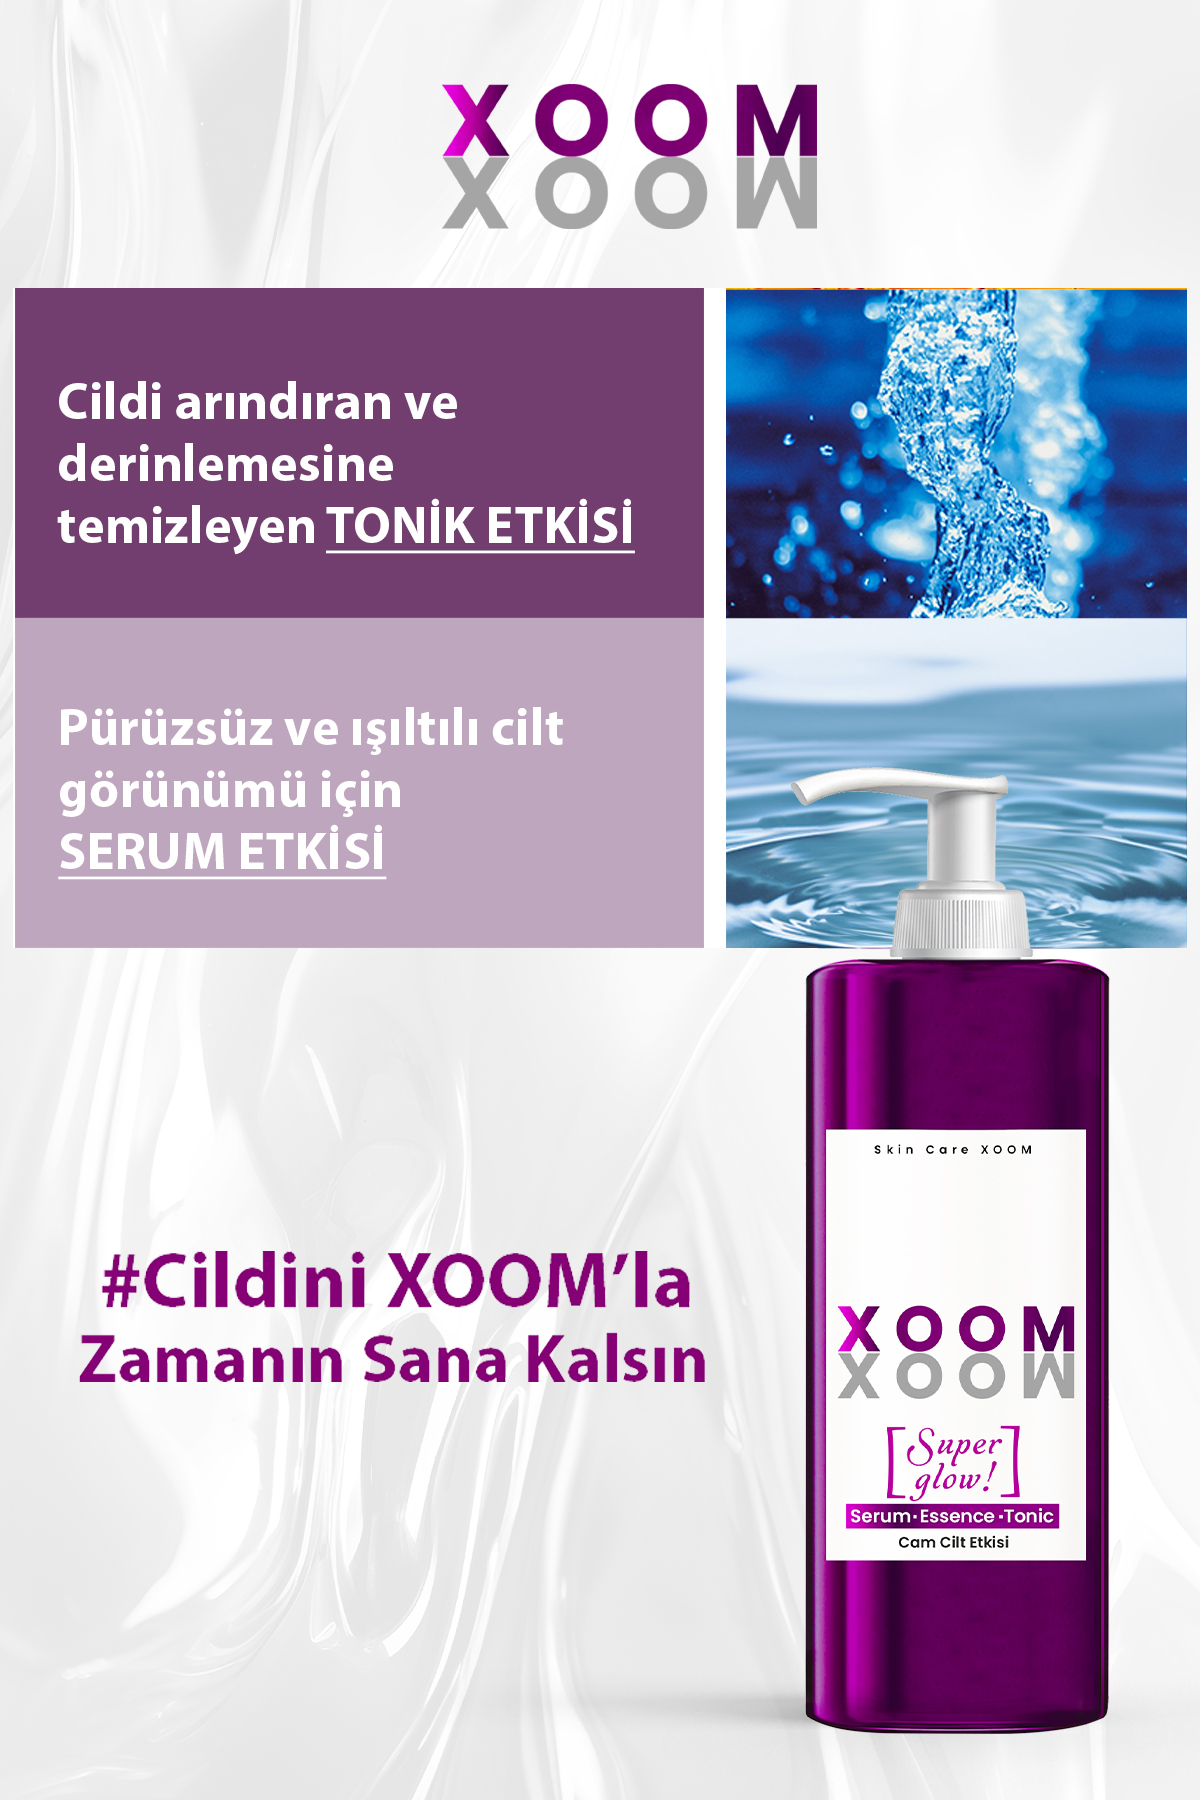 XOOM
XOOM
Cildi arındıran ve
derinlemesine
temizleyen TONİK ETKİSİ
Pürüzsüz ve ışıltılı cilt
görünümü için
SERUM ETKİSİ
#Cildini XOOM’la
Zamanın Sana Kalsın
Skin Care XOOM
XOOM
XOOM
[Super
glow!]
Serum·Essence·Tonic
Cam Cilt Etkisi